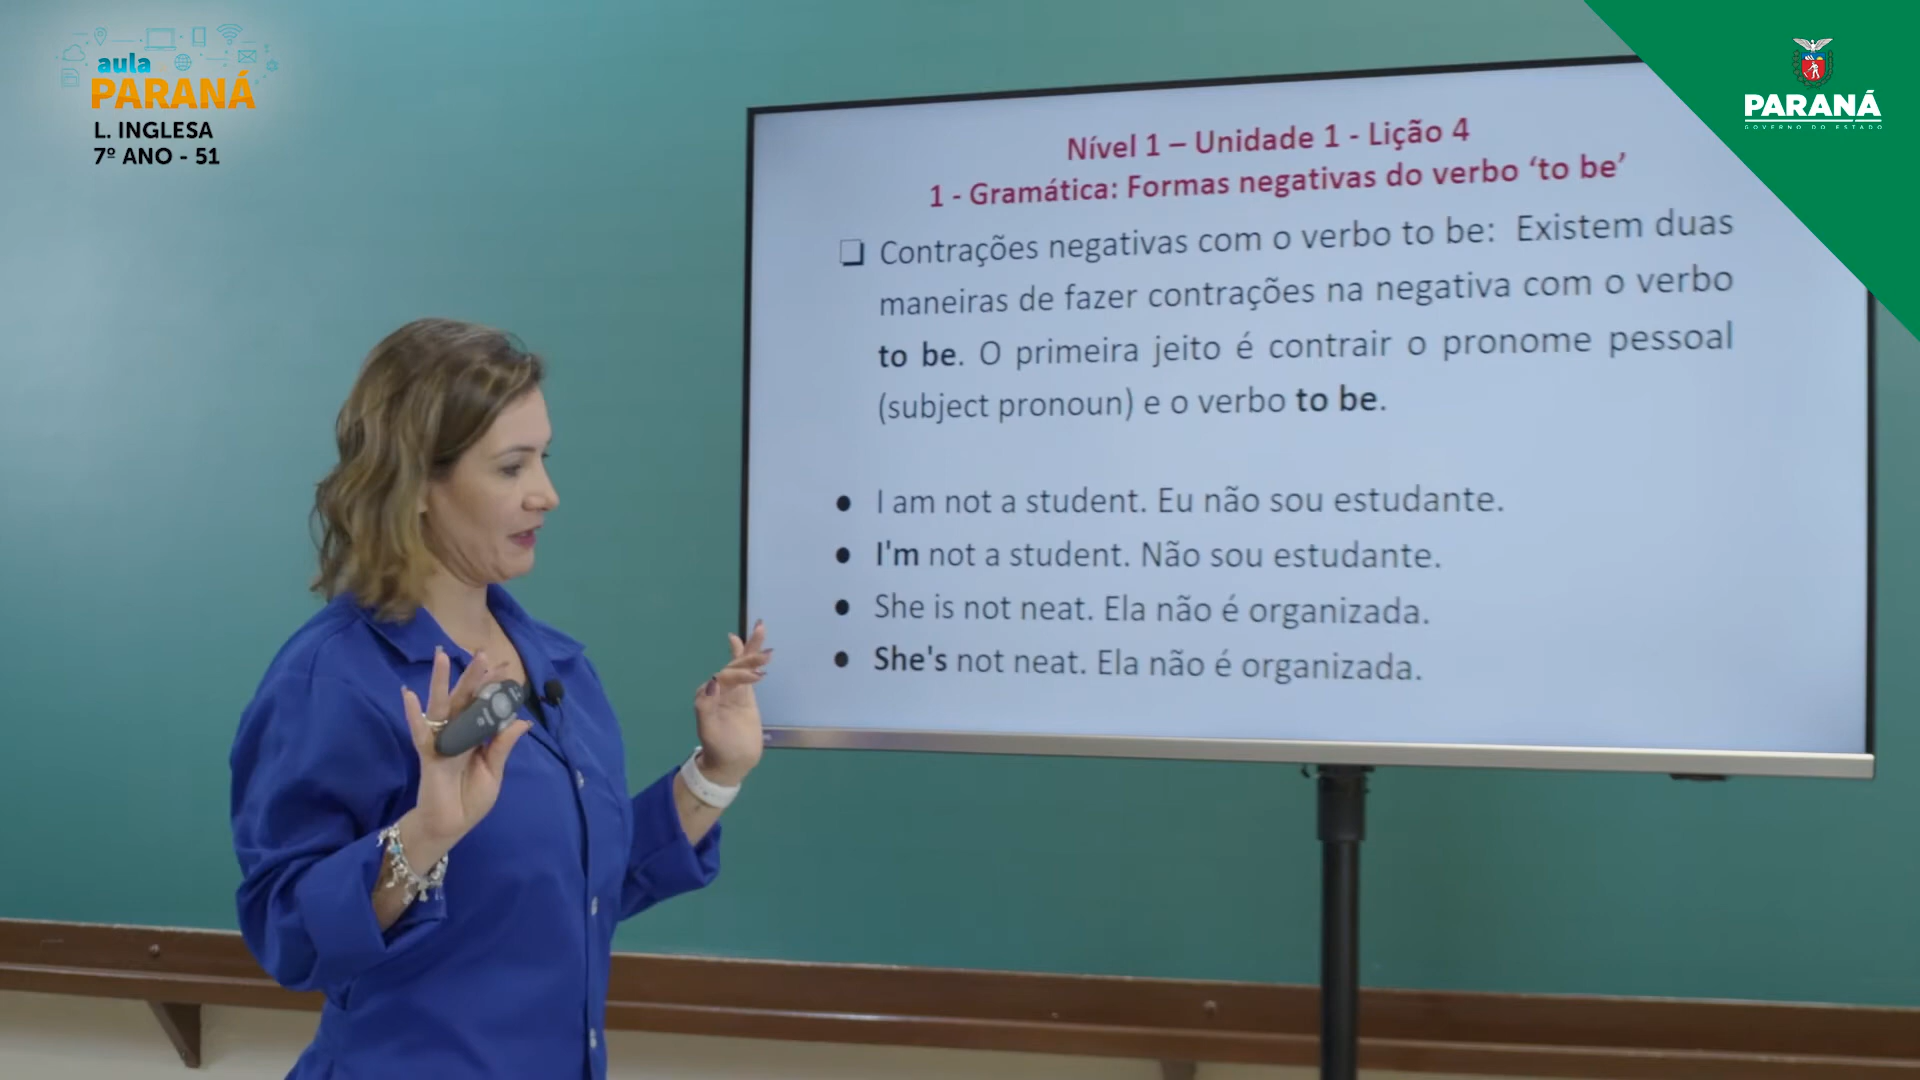 aula
PARANÁ
L. INGLESA
7º ANO - 51
PARANÁ
GOVERNO DO ESTADO
Nível 1 – Unidade 1 - Lição 4
1 - Gramática: Formas negativas do verbo ‘to be’
❑ Contrações negativas com o verbo to be: Existem duas
maneiras de fazer contrações na negativa com o verbo
to be. O primeira jeito é contrair o pronome pessoal
(subject pronoun) e o verbo to be.
● I am not a student. Eu não sou estudante.
● I'm not a student. Não sou estudante.
● She is not neat. Ela não é organizada.
● She's not neat. Ela não é organizada.